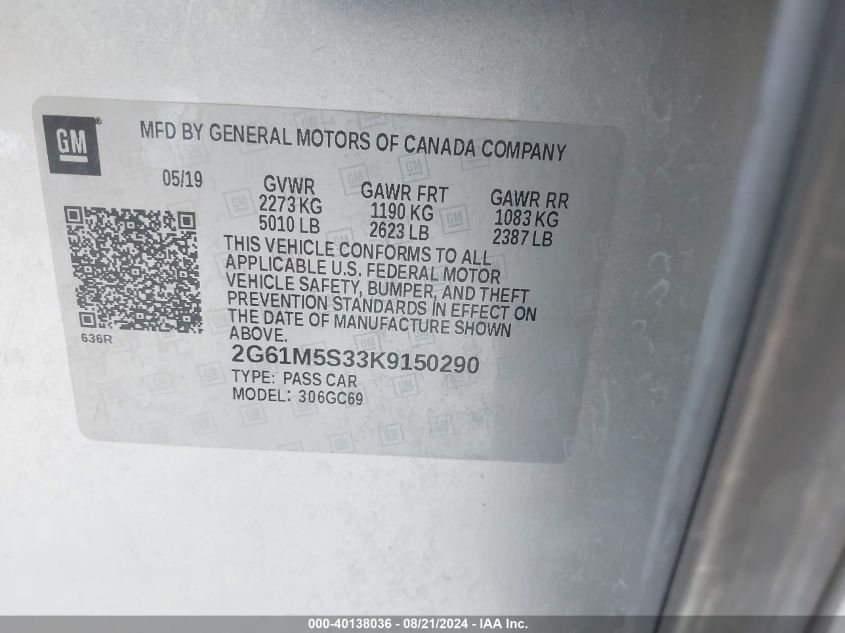 GM®
MFD BY GENERAL MOTORS OF CANADA COMPANY
05/19
GVWR
2273 KG
5010 LB
GAWR FRT
1190 KG
2623 LB
GAWR RR
1083 KG
2387 LB
THIS VEHICLE CONFORMS TO ALL
APPLICABLE U.S. FEDERAL MOTOR
VEHICLE SAFETY, BUMPER, AND THEFT
PREVENTION STANDARDS IN EFFECT ON
THE DATE OF MANUFACTURE SHOWN
ABOVE.
636R
2G61M5S33K9150290
TYPE: PASS CAR
MODEL: 306GC69
000-40138036 - 08/21/2024 - IAA Inc.